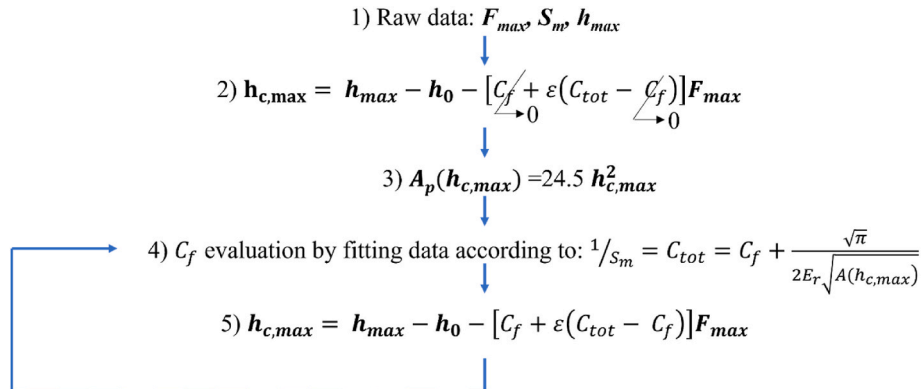 1) Raw data: F_max, S_m, h_max
2) h_c,max = h_max − h_0 − [C_f + ε(C_tot − C_f)]F_max
→0 →0
3) A_p(h_c,max) =24.5 h²_c,max
4) C_f evaluation by fitting data according to: 1/S_m = C_tot = C_f + √π / (2E_r√A(h_c,max))
5) h_c,max = h_max − h_0 − [C_f + ε(C_tot − C_f)]F_max